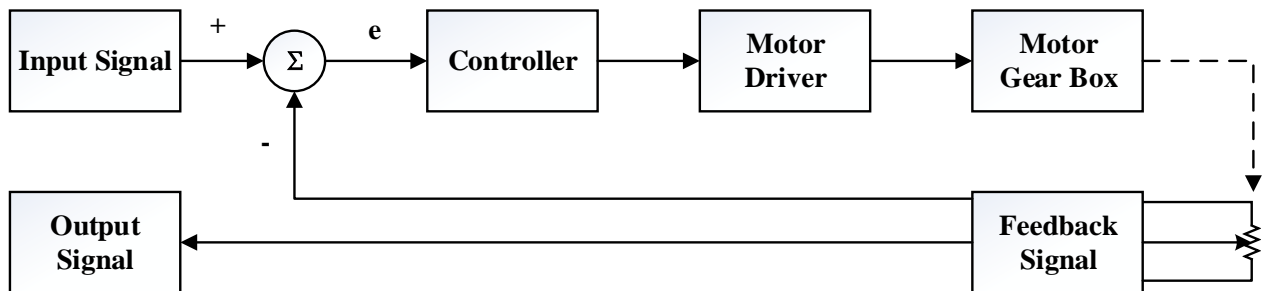 +
e
Input Signal
Σ
Controller
Motor
Driver
Motor
Gear Box
-
Output
Signal
Feedback
Signal